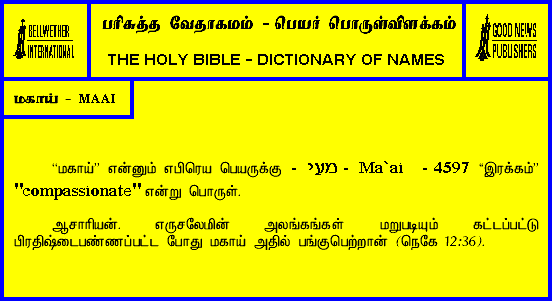 BELLWETHER
INTERNATIONAL
பரிசுத்த வேதாகமம் - பெயர் பொருள்விளக்கம்
THE HOLY BIBLE - DICTIONARY OF NAMES
GOOD NEWS
PUBLISHERS
மகாய் - MAAI
“மகாய்” என்னும் எபிரெய பெயருக்கு - מעי - Ma`ai - 4597 “இரக்கம்”
"compassionate" என்று பொருள்.
ஆசாரியன். எருசலேமின் அலங்கங்கள் மறுபடியும் கட்டப்பட்டு
பிரதிஷ்டைபண்ணப்பட்ட போது மகாய் அதில் பங்குபெற்றான் (நெகே 12:36).